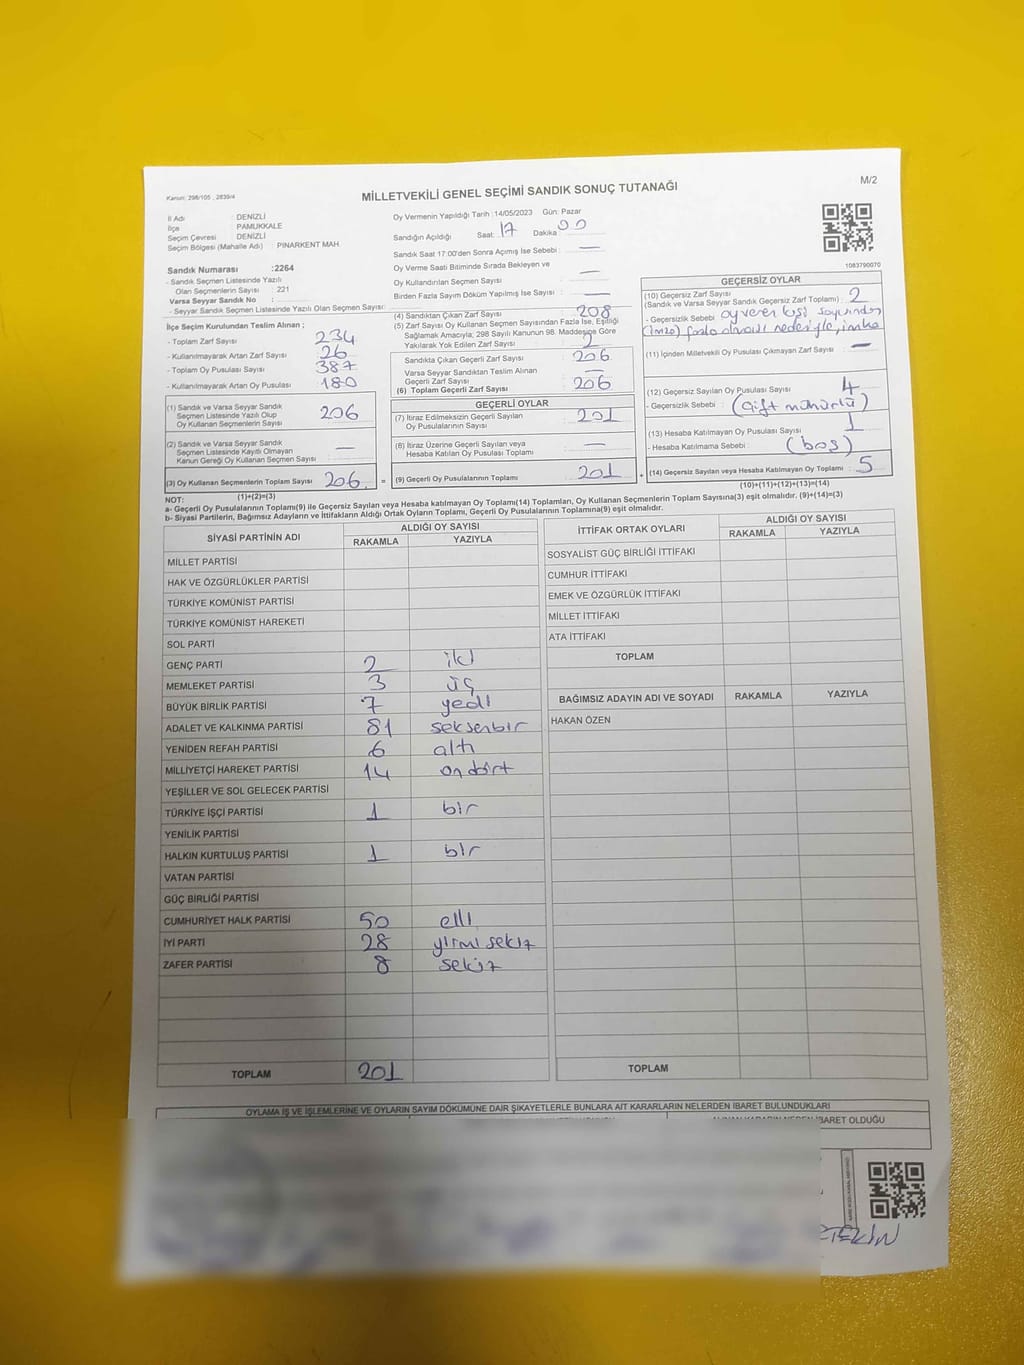 Kanun: 298/105 , 2839/4
MİLLETVEKİLİ GENEL SEÇİMİ SANDIK SONUÇ TUTANAĞI
M/2
İl Adı : DENİZLİ
İlçe : PAMUKKALE
Seçim Çevresi : DENİZLİ
Seçim Bölgesi (Mahalle Adı) : PINARKENT MAH.
Sandık Numarası :2264
- Sandık Seçmen Listesinde Yazılı
Olan Seçmenlerin Sayısı : 221
Varsa Seyyar Sandık No :
- Seyyar Sandık Seçmen Listesinde Yazılı Olan Seçmen Sayısı:
İlçe Seçim Kurulundan Teslim Alınan ;
- Toplam Zarf Sayısı : 234
- Kullanılmayarak Artan Zarf Sayısı : 26
- Toplam Oy Pusulası Sayısı : 387
- Kullanılmayarak Artan Oy Pusulası : 180
(1) Sandık ve Varsa Seyyar Sandık
Seçmen Listesinde Yazılı Olup
Oy Kullanan Seçmenlerin Sayısı : 206
(2) Sandık ve Varsa Seyyar Sandık
Seçmen Listesinde Kayıtlı Olmayan
Kanun Gereği Oy Kullanan Seçmen Sayısı : —
(3) Oy Kullanan Seçmenlerin Toplam Sayısı : 206
(1)+(2)=(3)
Oy Vermenin Yapıldığı Tarih :14/05/2023 Gün: Pazar
Sandığın Açıldığı Saat: 17 Dakika: 00
Sandık Saat 17:00'den Sonra Açılmış İse Sebebi : —
Oy Verme Saati Bitiminde Sırada Bekleyen ve
Oy Kullandırılan Seçmen Sayısı : —
Birden Fazla Sayım Döküm Yapılmış İse Sayısı : —
(4) Sandıktan Çıkan Zarf Sayısı : 208
(5) Zarf Sayısı Oy Kullanan Seçmen Sayısından Fazla İse, Eşitliği
Sağlamak Amacıyla; 298 Sayılı Kanunun 98. Maddesine Göre
Yakılarak Yok Edilen Zarf Sayısı : 2
Sandıkta Çıkan Geçerli Zarf Sayısı : 206
Varsa Seyyar Sandıktan Teslim Alınan
Geçerli Zarf Sayısı : —
(6) Toplam Geçerli Zarf Sayısı : 206
GEÇERLİ OYLAR
(7) İtiraz Edilmeksizin Geçerli Sayılan
Oy Pusulalarının Sayısı : 201
(8) İtiraz Üzerine Geçerli Sayılan veya
Hesaba Katılan Oy Pusulası Toplamı : —
= (9) Geçerli Oy Pusulalarının Toplamı : 201 +
1083790070
GEÇERSİZ OYLAR
(10) Geçersiz Zarf Sayısı
(Sandık ve Varsa Seyyar Sandık Geçersiz Zarf Toplamı) : 2
- Geçersizlik Sebebi : oy veren kişi sayısından
(imza) fazla olması nedeniyle, imha
(11) İçinden Milletvekili Oy Pusulası Çıkmayan Zarf Sayısı : —
(12) Geçersiz Sayılan Oy Pusulası Sayısı : 4
- Geçersizlik Sebebi : (çift mühürlü)
(13) Hesaba Katılmayan Oy Pusulası Sayısı : 1
- Hesaba Katılmama Sebebi : (boş)
(14) Geçersiz Sayılan veya Hesaba Katılmayan Oy Toplamı : 5
(10)+(11)+(12)+(13)=(14)
NOT:
a- Geçerli Oy Pusulalarının Toplamı(9) ile Geçersiz Sayılan veya Hesaba katılmayan Oy Toplamı(14) Toplamları, Oy Kullanan Seçmenlerin Toplam Sayısına(3) eşit olmalıdır. (9)+(14)=(3)
b- Siyasi Partilerin, Bağımsız Adayların ve İttifakların Aldığı Ortak Oyların Toplamı, Geçerli Oy Pusulalarının Toplamına(9) eşit olmalıdır.
SİYASİ PARTİNİN ADI ALDIĞI OY SAYISI
RAKAMLA YAZIYLA
MİLLET PARTİSİ
HAK VE ÖZGÜRLÜKLER PARTİSİ
TÜRKİYE KOMÜNİST PARTİSİ
TÜRKİYE KOMÜNİST HAREKETİ
SOL PARTİ
GENÇ PARTİ 2 iki
MEMLEKET PARTİSİ 3 üç
BÜYÜK BİRLİK PARTİSİ 7 yedi
ADALET VE KALKINMA PARTİSİ 81 seksenbir
YENİDEN REFAH PARTİSİ 6 altı
MİLLİYETÇİ HAREKET PARTİSİ 14 ondört
YEŞİLLER VE SOL GELECEK PARTİSİ
TÜRKİYE İŞÇİ PARTİSİ 1 bir
YENİLİK PARTİSİ
HALKIN KURTULUŞ PARTİSİ 1 bir
VATAN PARTİSİ
GÜÇ BİRLİĞİ PARTİSİ
CUMHURİYET HALK PARTİSİ 50 elli
İYİ PARTİ 28 yirmi sekiz
ZAFER PARTİSİ 8 sekiz
TOPLAM 201
İTTİFAK ORTAK OYLARI ALDIĞI OY SAYISI
RAKAMLA YAZIYLA
SOSYALİST GÜÇ BİRLİĞİ İTTİFAKI
CUMHUR İTTİFAKI
EMEK VE ÖZGÜRLÜK İTTİFAKI
MİLLET İTTİFAKI
ATA İTTİFAKI
TOPLAM
BAĞIMSIZ ADAYIN ADI VE SOYADI RAKAMLA YAZIYLA
HAKAN ÖZEN
TOPLAM
OYLAMA İŞ VE İŞLEMLERİNE VE OYLARIN SAYIM DÖKÜMÜNE DAİR ŞİKAYETLERLE BUNLARA AİT KARARLARIN NELERDEN İBARET BULUNDUKLARI
İBARET OLDUĞU